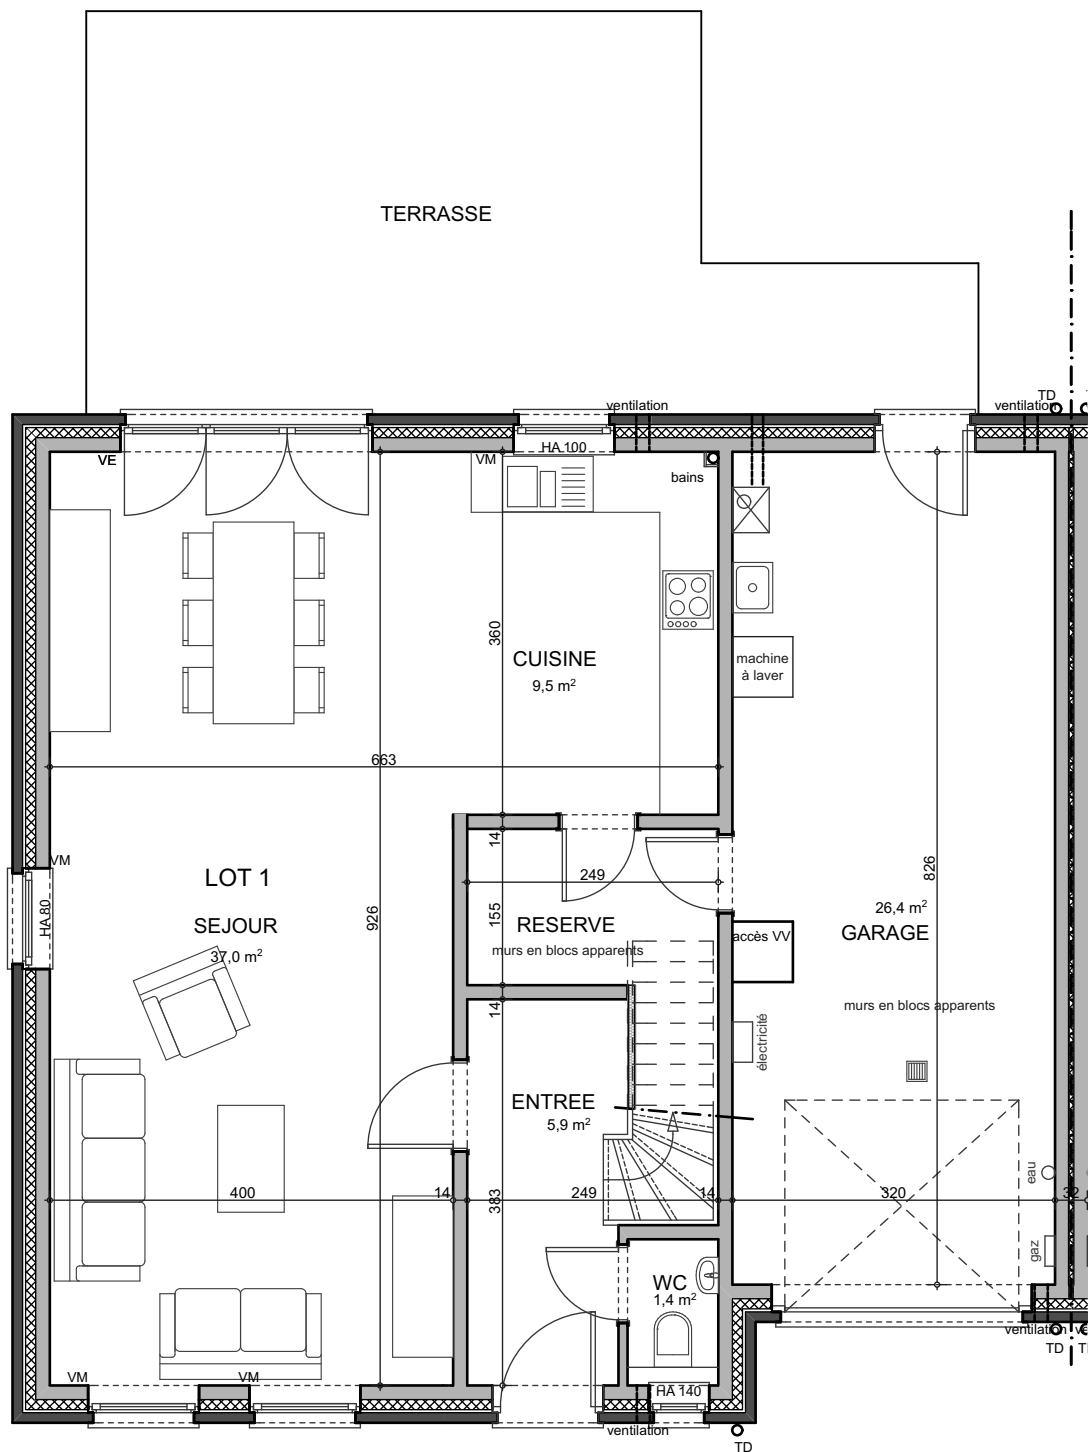 TERRASSE
ventilation
TD
ventilation
VE
VM
HA 100
bains
360
machine
à laver
CUISINE
9,5 m²
663
14
VM
249
826
LOT 1
HA 80
926
155
26,4 m²
RESERVE
SEJOUR
accès VV
GARAGE
murs en blocs apparents
37,0 m²
14
murs en blocs apparents
électricité
ENTREE
5,9 m²
eau
400
14
383
249
14
320
32
gaz
WC
1,4 m²
ventilation
TD
VM
VM
HA 140
ventilation
TD